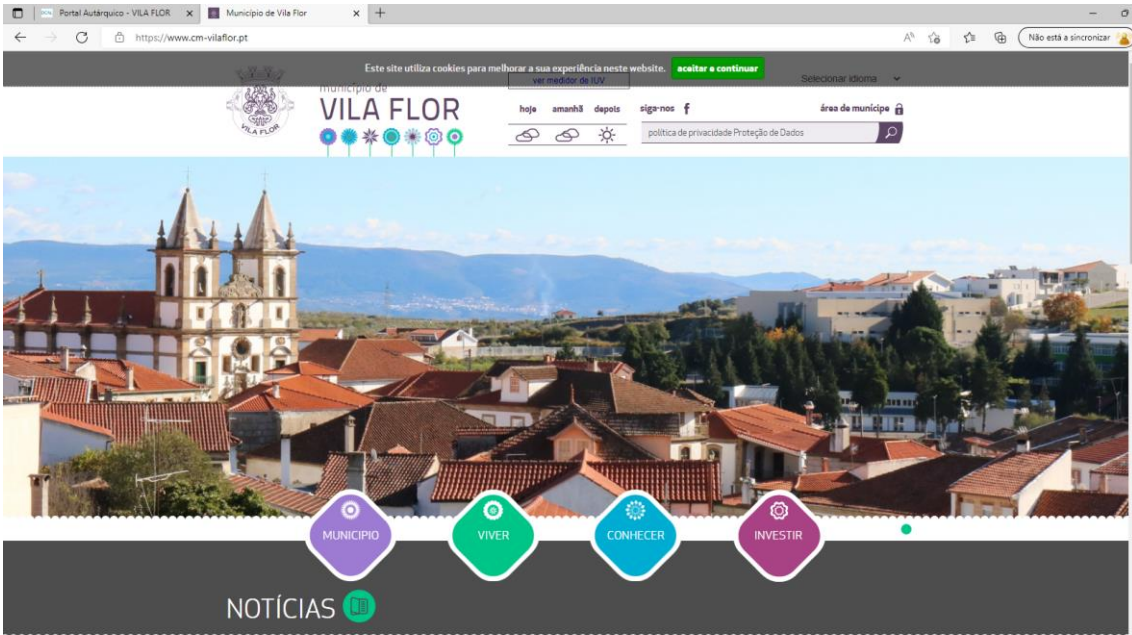 Portal Autárquico - VILA FLOR
Município de Vila Flor
https://www.cm-vilaflor.pt
Não está a sincronizar
Este site utiliza cookies para melhorar a sua experiência neste website.
aceitar e continuar
ver medidor de IUV
Selecionar idioma
município de
VILA FLOR
VILA FLOR
hoje amanhã depois
siga-nos
área de munícipe
política de privacidade Proteção de Dados
MUNICIPIO
VIVER
CONHECER
INVESTIR
NOTÍCIAS